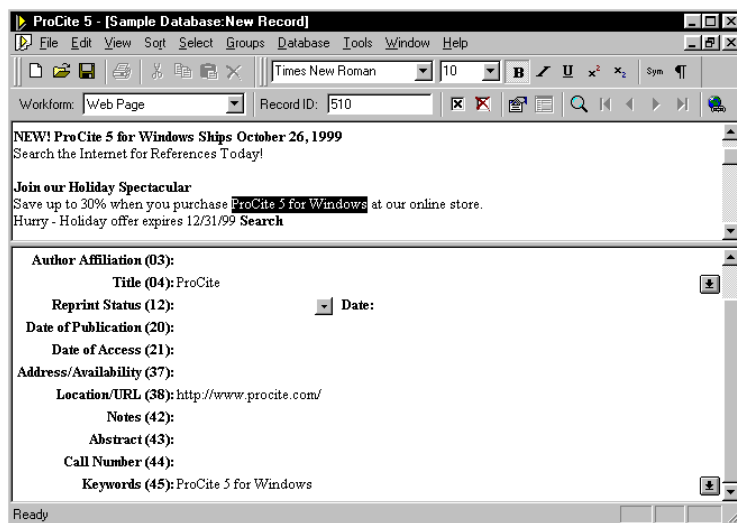 ProCite 5 - [Sample Database:New Record]
File Edit View Sort Select Groups Database Tools Window Help
Times New Roman 10 B I U x² x₂ Sym ¶
Workform: Web Page Record ID: 510
NEW! ProCite 5 for Windows Ships October 26, 1999
Search the Internet for References Today!
Join our Holiday Spectacular
Save up to 30% when you purchase ProCite 5 for Windows at our online store.
Hurry - Holiday offer expires 12/31/99 Search
Author Affiliation (03):
Title (04): ProCite
Reprint Status (12): Date:
Date of Publication (20):
Date of Access (21):
Address/Availability (37):
Location/URL (38): http://www.procite.com/
Notes (42):
Abstract (43):
Call Number (44):
Keywords (45): ProCite 5 for Windows
Ready